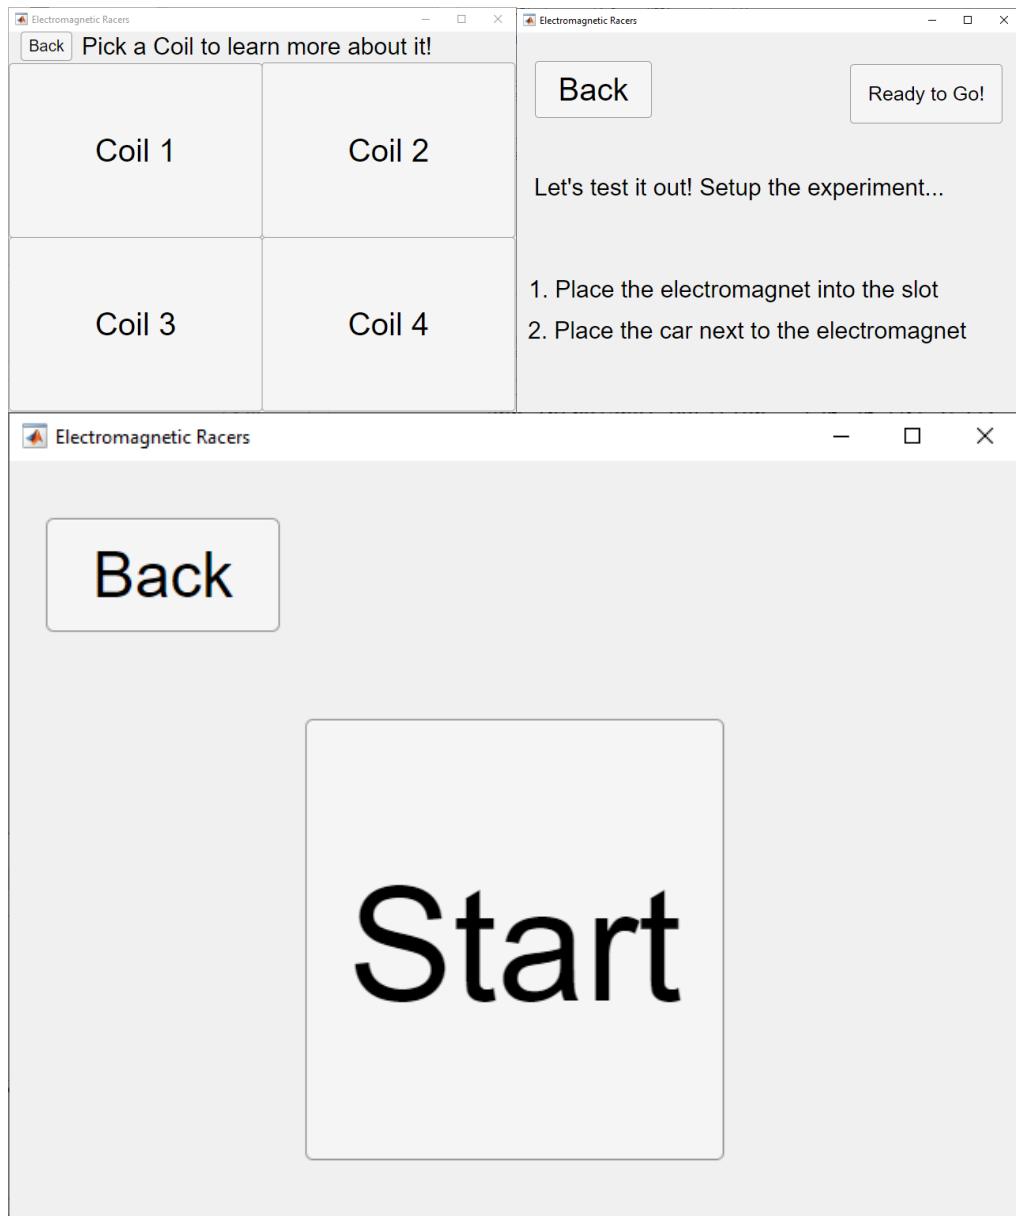 Electromagnetic Racers
Back Pick a Coil to learn more about it!
Coil 1
Coil 2
Coil 3
Coil 4
Electromagnetic Racers
Back
Ready to Go!
Let's test it out! Setup the experiment...
1. Place the electromagnet into the slot
2. Place the car next to the electromagnet
Electromagnetic Racers
Back
Start